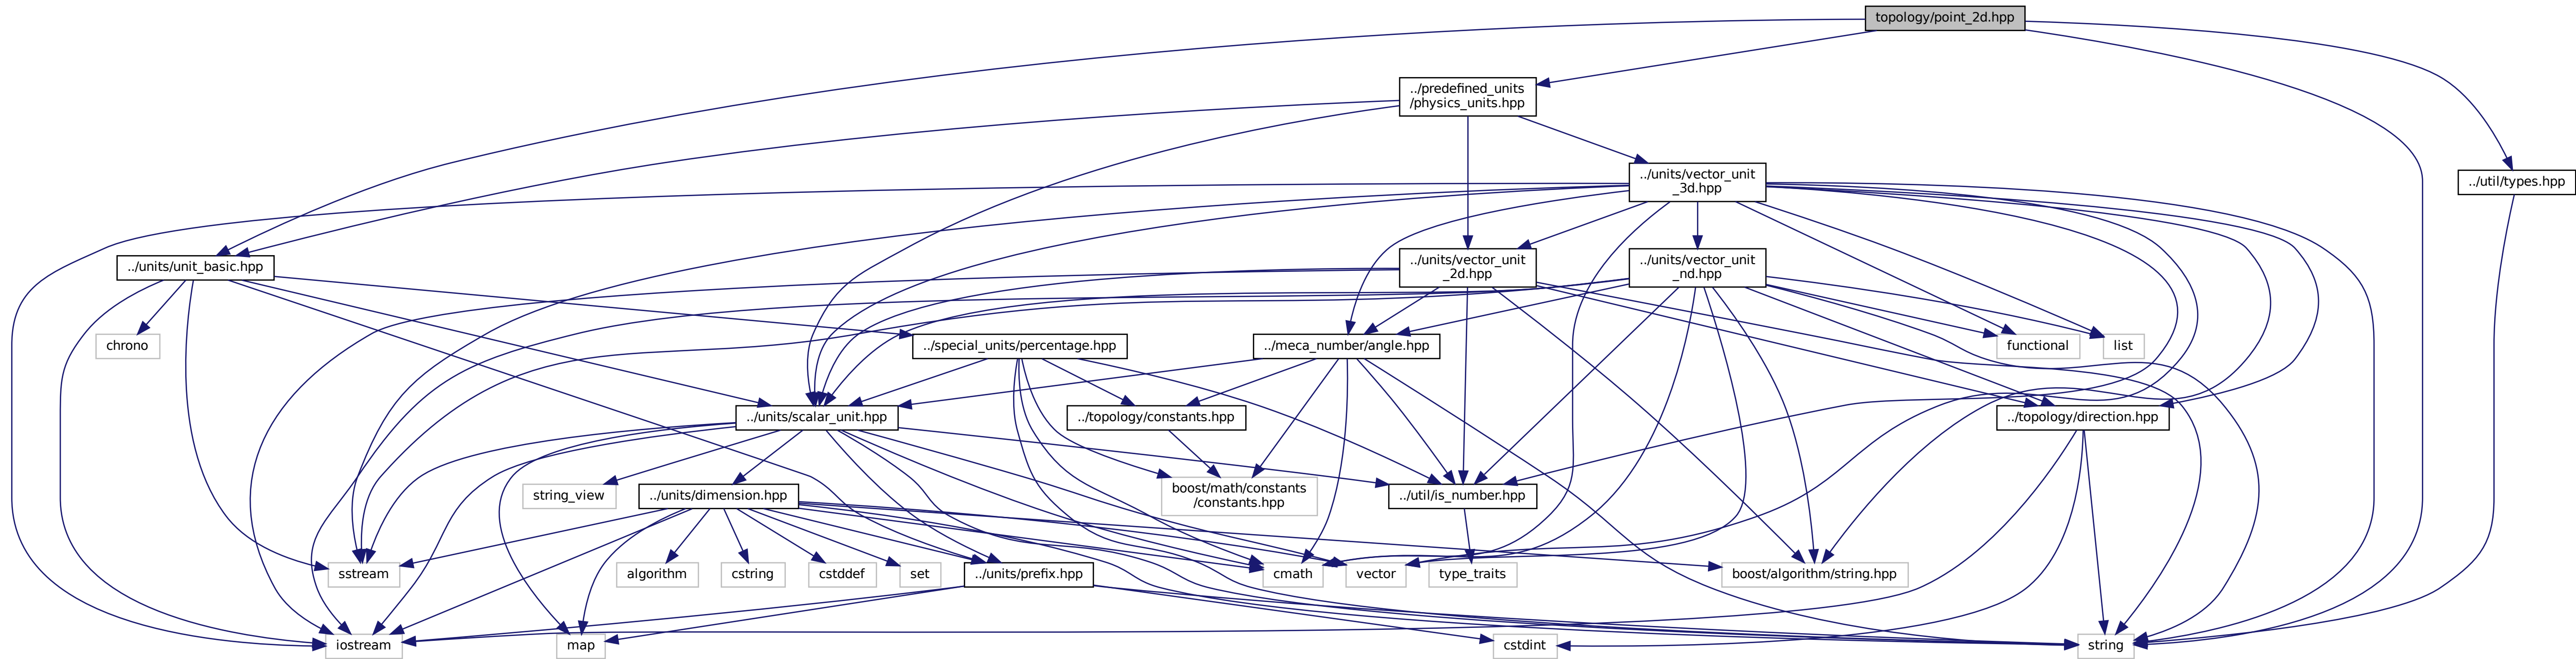 topology/point_2d.hpp
../predefined_units
/physics_units.hpp
../units/vector_unit
_3d.hpp
../util/types.hpp
../units/unit_basic.hpp
../units/vector_unit
_2d.hpp
../units/vector_unit
_nd.hpp
chrono
../special_units/percentage.hpp
../meca_number/angle.hpp
functional
list
../units/scalar_unit.hpp
../topology/constants.hpp
../topology/direction.hpp
string_view
../units/dimension.hpp
boost/math/constants
/constants.hpp
../util/is_number.hpp
sstream
algorithm
cstring
cstddef
set
../units/prefix.hpp
cmath
vector
type_traits
boost/algorithm/string.hpp
iostream
map
cstdint
string